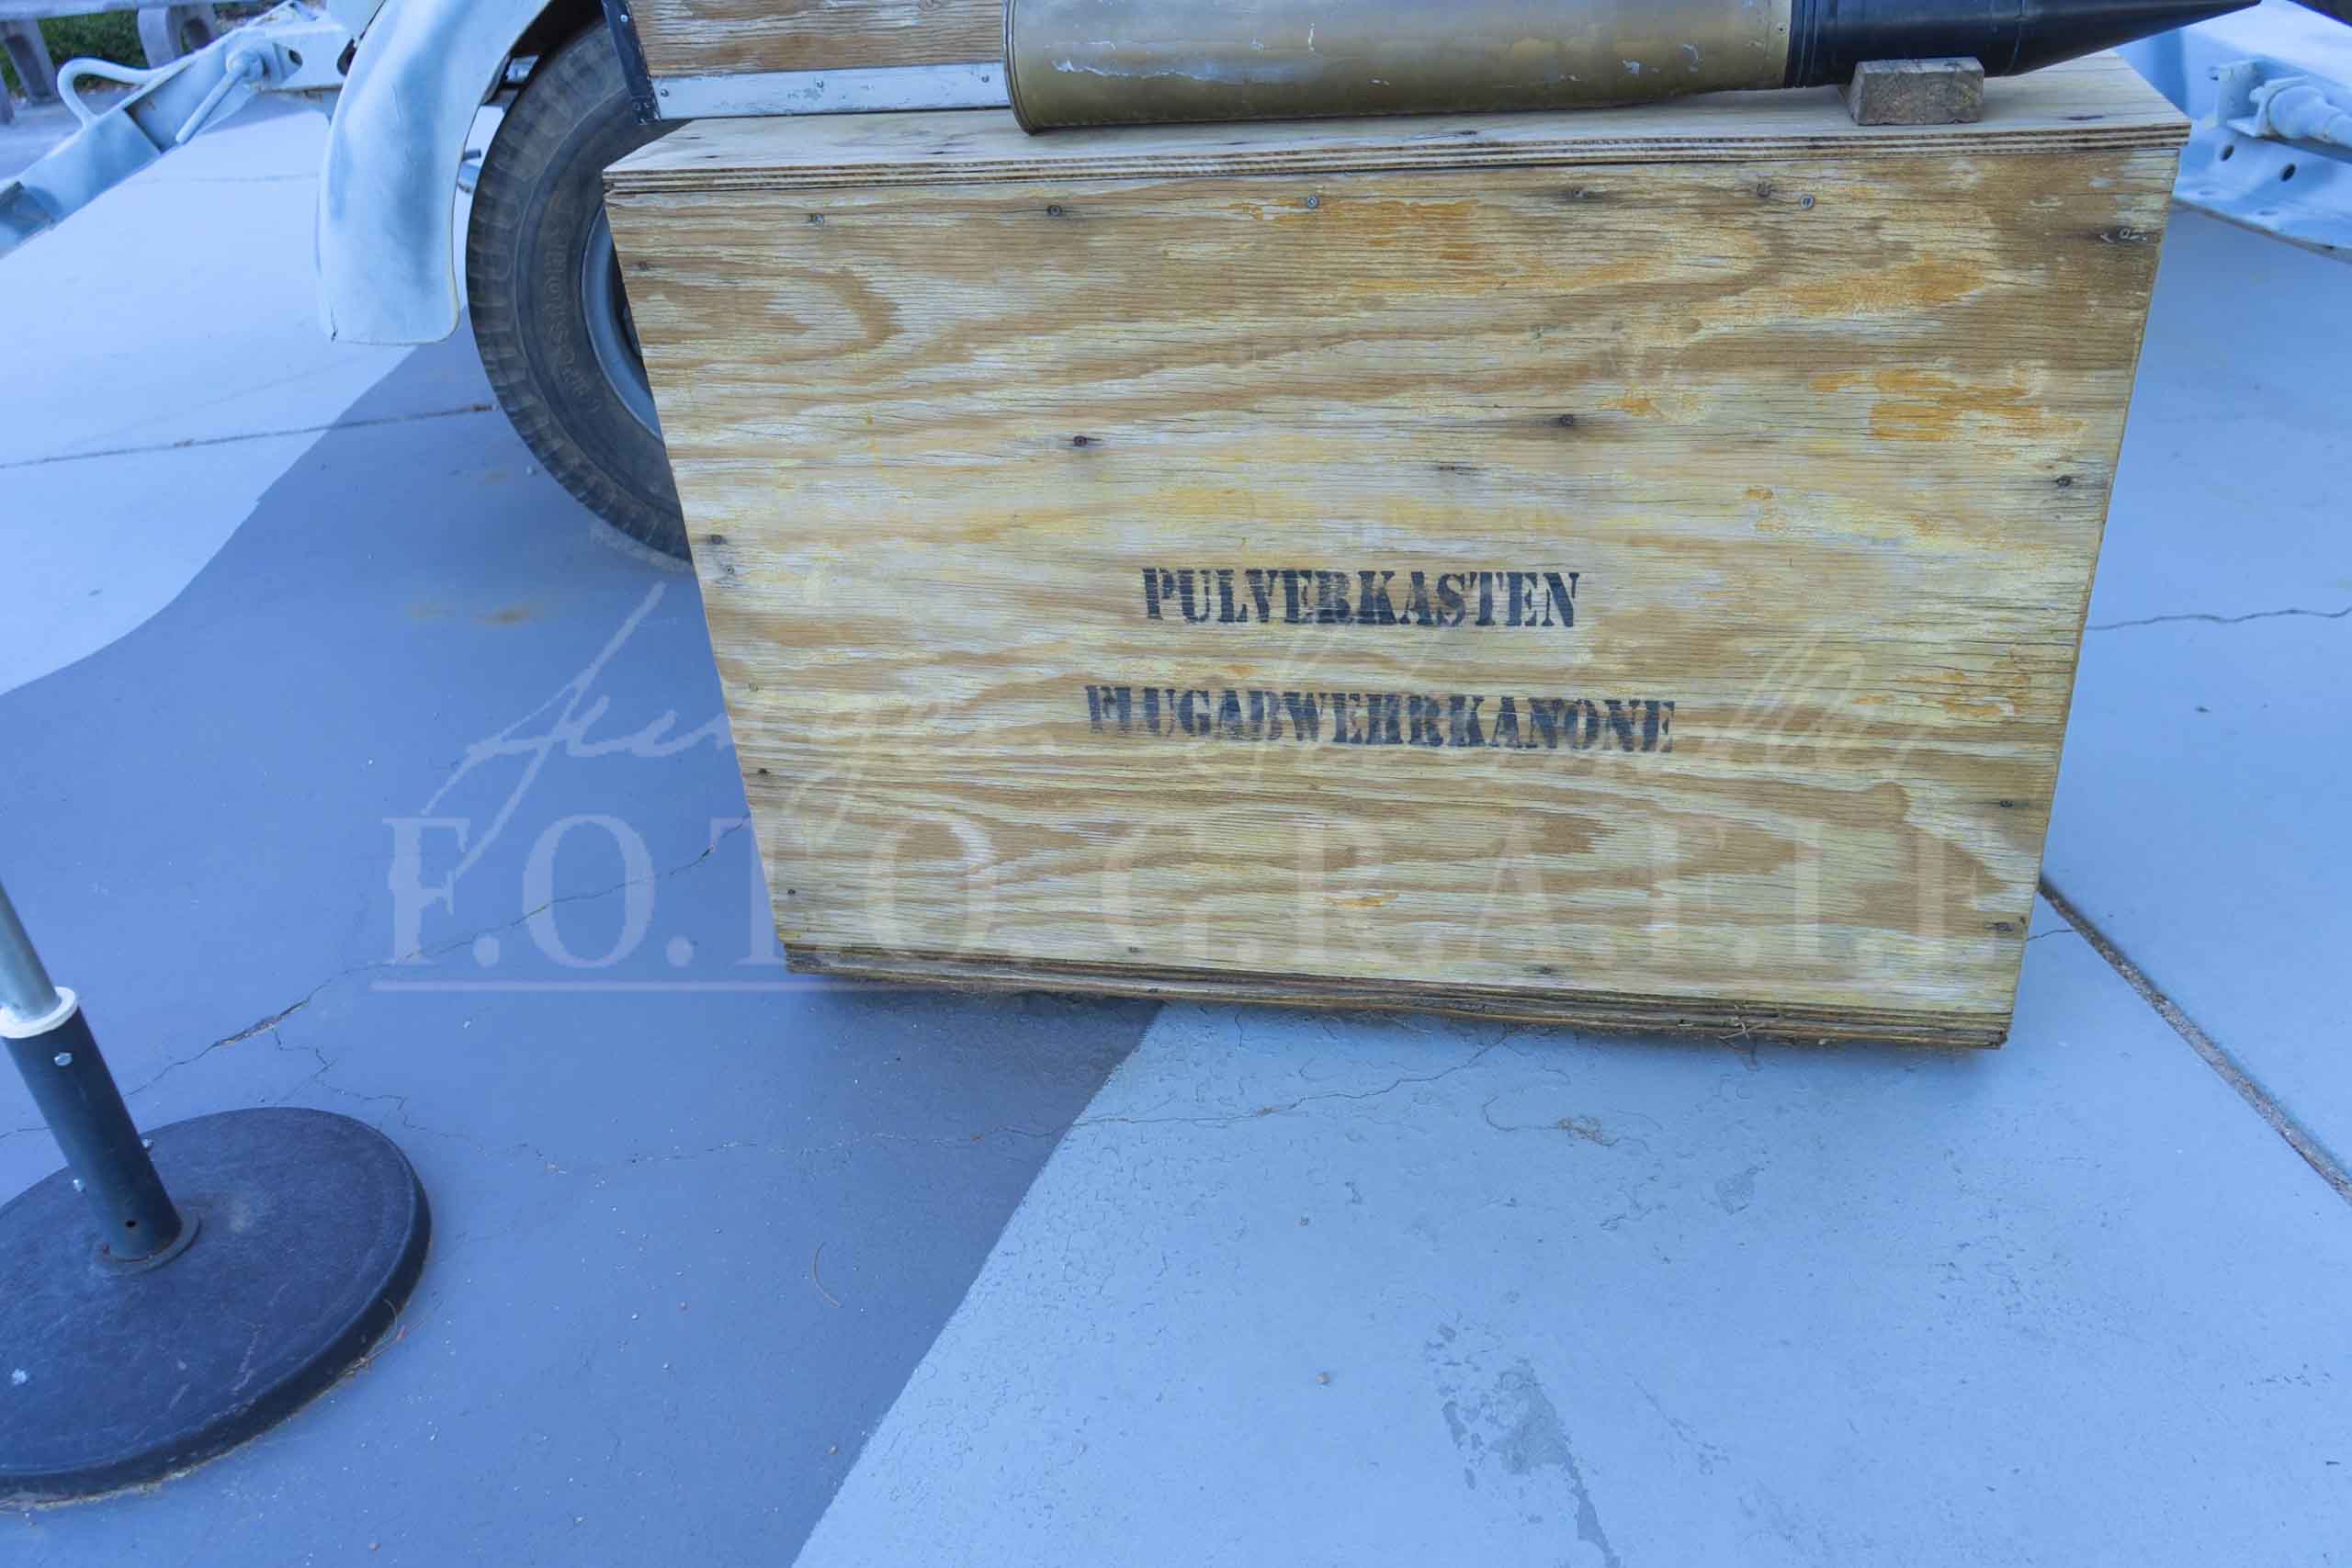 PULVERKASTEN
FLUGABWEHRKANONE
F.O.T.O. G.R.A.F.I.E